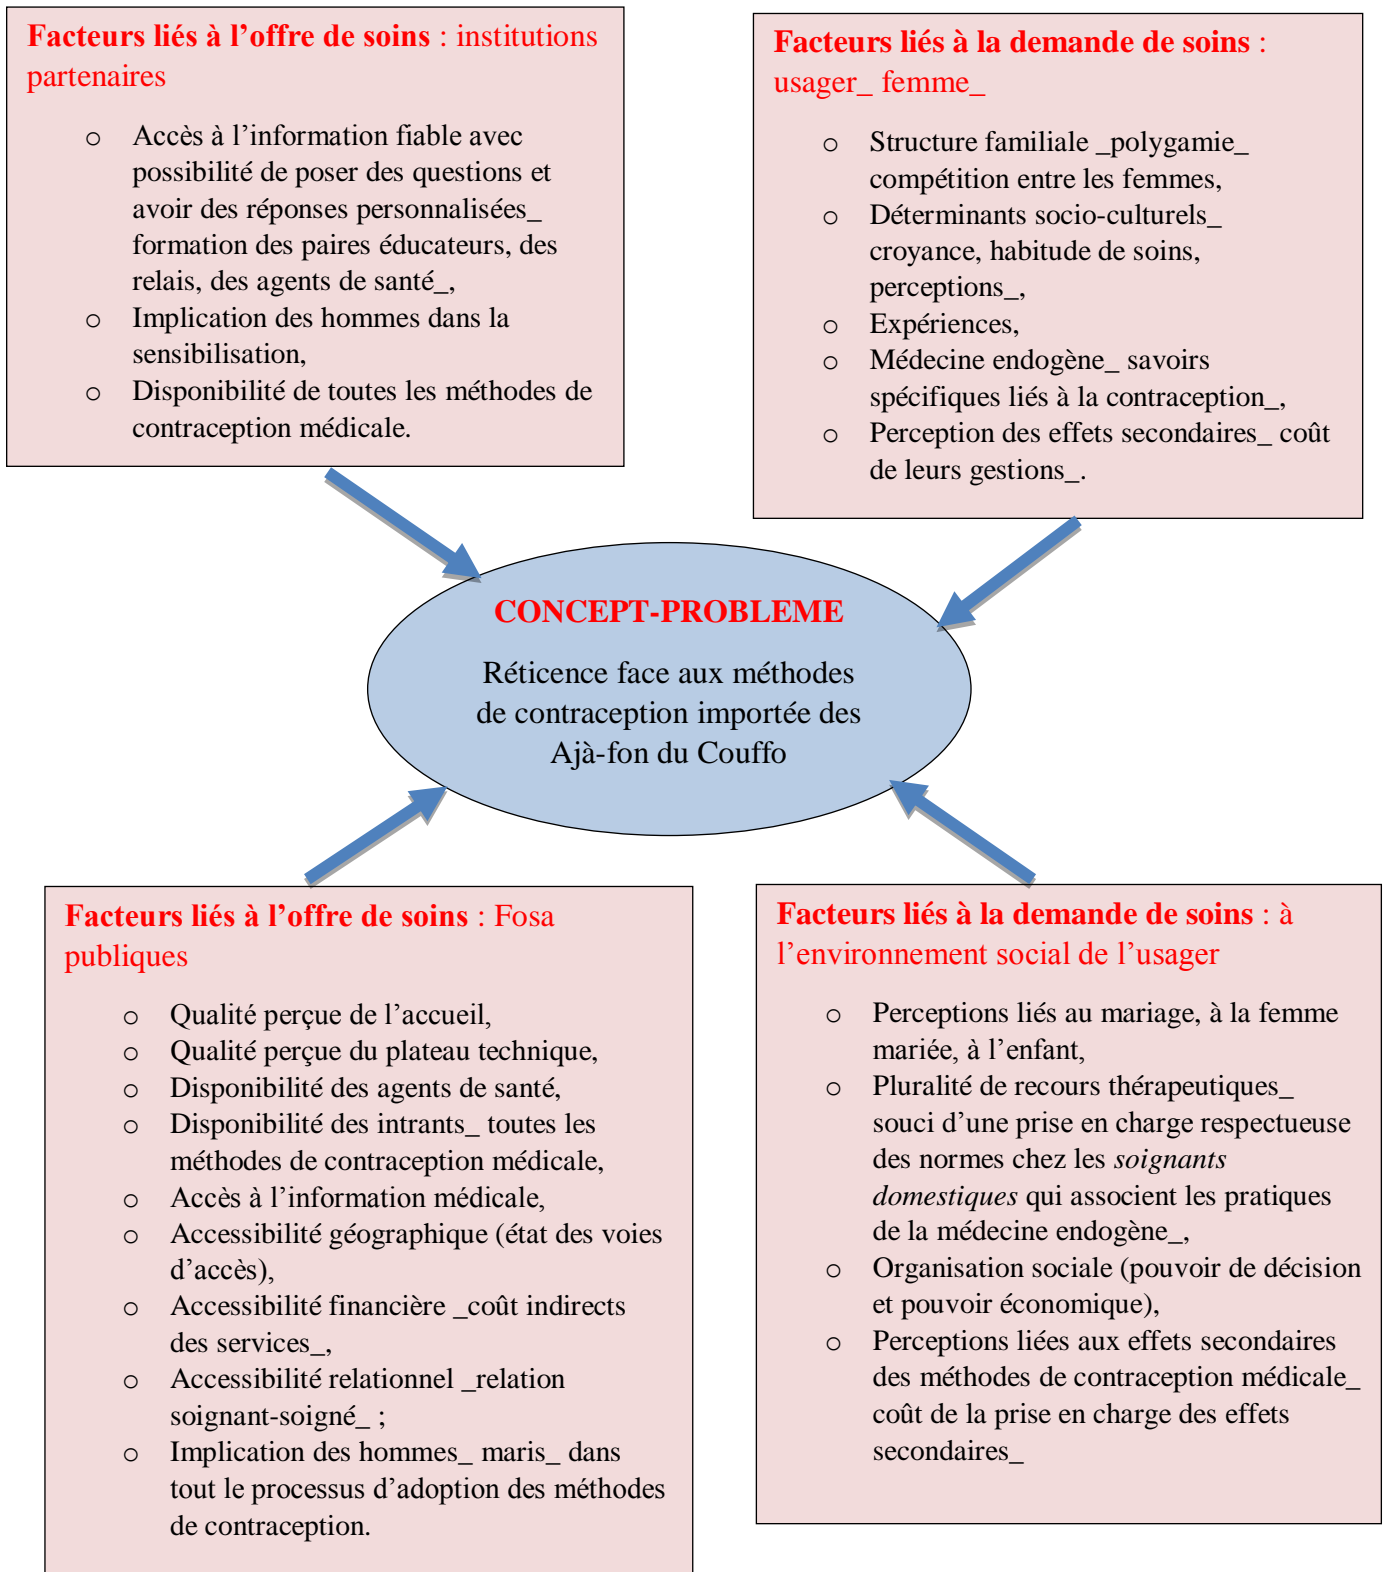 Facteurs liés à l’offre de soins : institutions
partenaires
o Accès à l’information fiable avec
possibilité de poser des questions et
avoir des réponses personnalisées_
formation des paires éducateurs, des
relais, des agents de santé_,
o Implication des hommes dans la
sensibilisation,
o Disponibilité de toutes les méthodes de
contraception médicale.
Facteurs liés à la demande de soins :
usager_ femme_
o Structure familiale _polygamie_
compétition entre les femmes,
o Déterminants socio-culturels_
croyance, habitude de soins,
perceptions_,
o Expériences,
o Médecine endogène_ savoirs
spécifiques liés à la contraception_,
o Perception des effets secondaires_ coût
de leurs gestions_.
CONCEPT-PROBLEME
Réticence face aux méthodes
de contraception importée des
Ajà-fon du Couffo
Facteurs liés à l’offre de soins : Fosa
publiques
o Qualité perçue de l’accueil,
o Qualité perçue du plateau technique,
o Disponibilité des agents de santé,
o Disponibilité des intrants_ toutes les
méthodes de contraception médicale,
o Accès à l’information médicale,
o Accessibilité géographique (état des voies
d’accès),
o Accessibilité financière _coût indirects
des services_,
o Accessibilité relationnel _relation
soignant-soigné_ ;
o Implication des hommes_ maris_ dans
tout le processus d’adoption des méthodes
de contraception.
Facteurs liés à la demande de soins : à
l’environnement social de l’usager
o Perceptions liés au mariage, à la femme
mariée, à l’enfant,
o Pluralité de recours thérapeutiques_
souci d’une prise en charge respectueuse
des normes chez les soignants
domestiques qui associent les pratiques
de la médecine endogène_,
o Organisation sociale (pouvoir de décision
et pouvoir économique),
o Perceptions liées aux effets secondaires
des méthodes de contraception médicale_
coût de la prise en charge des effets
secondaires_